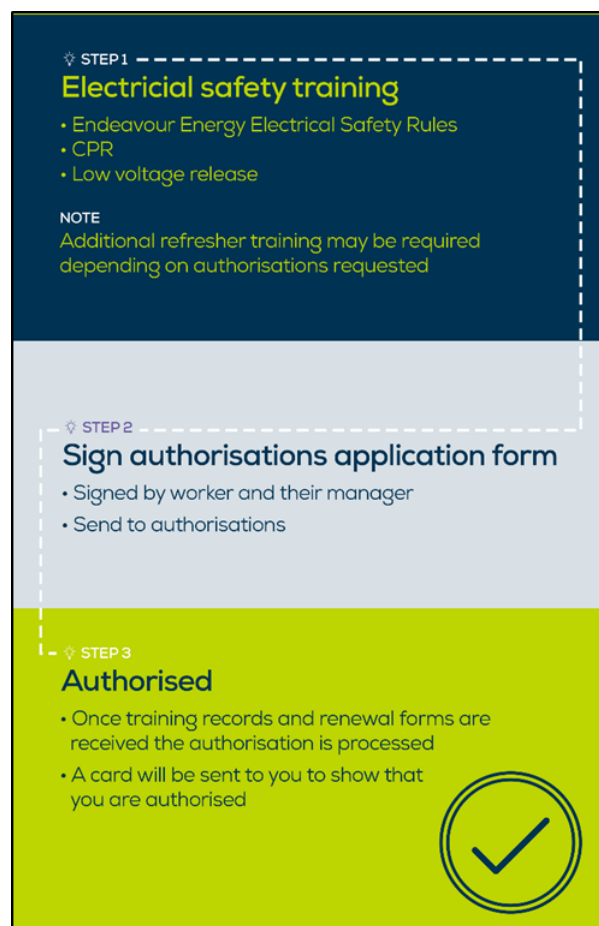 STEP 1
Electricial safety training
• Endeavour Energy Electrical Safety Rules
• CPR
• Low voltage release
NOTE
Additional refresher training may be required
depending on authorisations requested
STEP 2
Sign authorisations application form
• Signed by worker and their manager
• Send to authorisations
STEP 3
Authorised
• Once training records and renewal forms are
received the authorisation is processed
• A card will be sent to you to show that
you are authorised